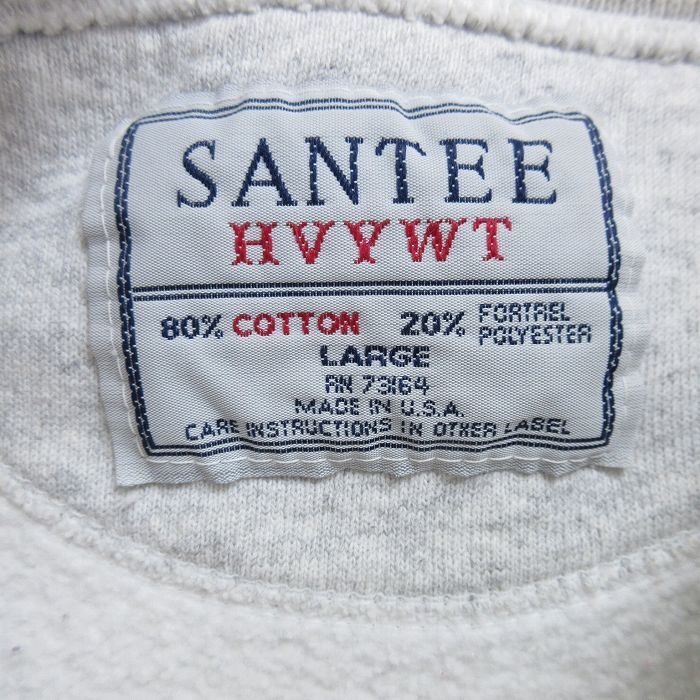 SANTEE
HVYWT
80% COTTON 20% FORTREL POLYESTER
LARGE
RN 73164
MADE IN U.S.A.
CARE INSTRUCTIONS IN OTHER LABEL